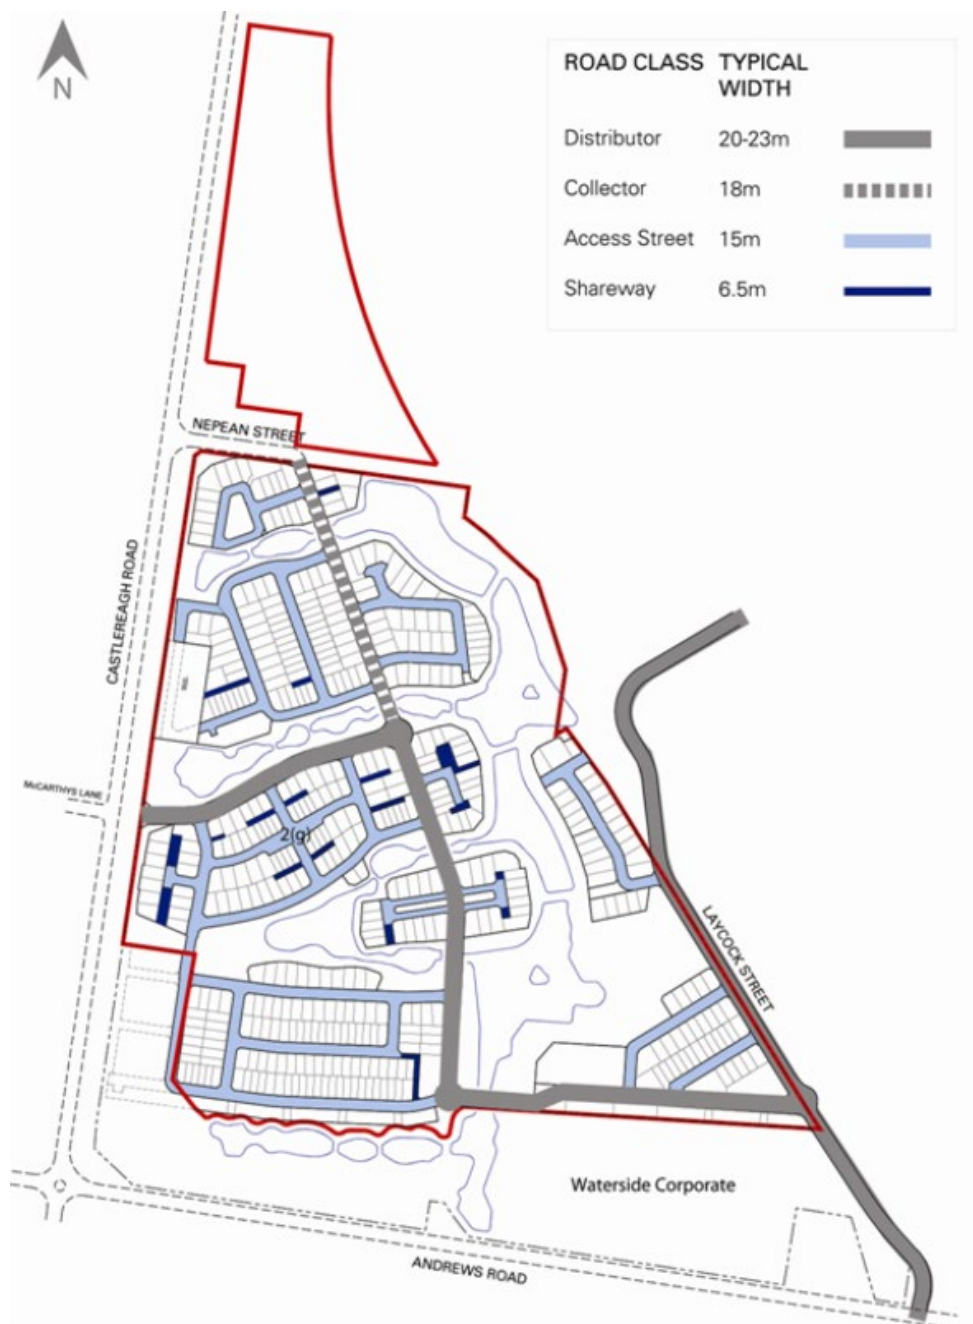 N
ROAD CLASS TYPICAL WIDTH
Distributor 20-23m
Collector 18m
Access Street 15m
Shareway 6.5m
NEPEAN STREET
CASTLEREAGH ROAD
McCARTHYS LANE
2(g)
LAYCOCK STREET
Waterside Corporate
ANDREWS ROAD